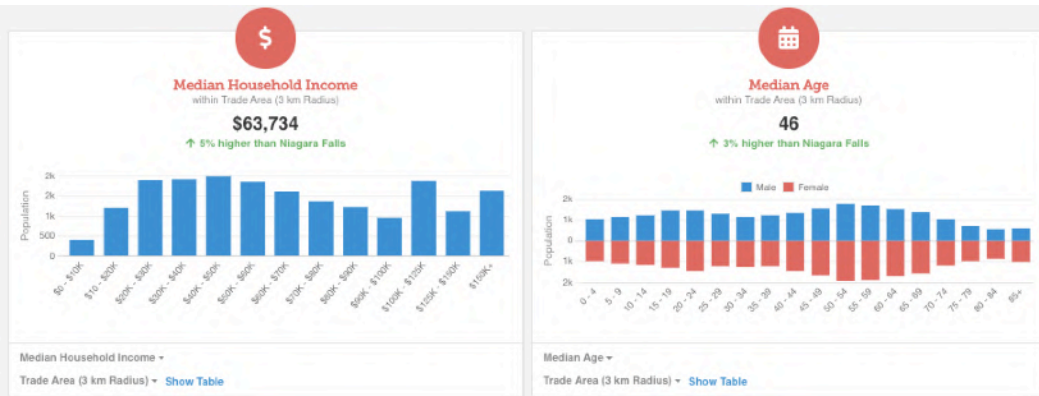 $
Median Household Income
within Trade Area (3 km Radius)
$63,734
↑ 5% higher than Niagara Falls
Population
2k
2k
1k
500
0
$0 - $10K
$10 - $20K
$20K - $30K
$30K - $40K
$40K - $50K
$50K - $60K
$60K - $70K
$70K - $80K
$80K - $90K
$90K - $100K
$100K - $125K
$125K - $150K
$150K+
Median Household Income
Trade Area (3 km Radius) Show Table
Median Age
within Trade Area (3 km Radius)
46
↑ 3% higher than Niagara Falls
Male Female
Population
2k
1k
0
1k
2k
0 - 4
5 - 9
10 - 14
15 - 19
20 - 24
25 - 29
30 - 34
35 - 39
40 - 44
45 - 49
50 - 54
55 - 59
60 - 64
65 - 69
70 - 74
75 - 79
80 - 84
85+
Median Age
Trade Area (3 km Radius) Show Table